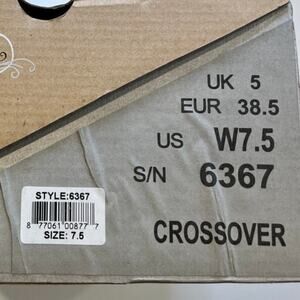 UK 5
EUR 38.5
US W7.5
S/N 6367
CROSSOVER
STYLE:6367
8 77061 00877 7
SIZE: 7.5